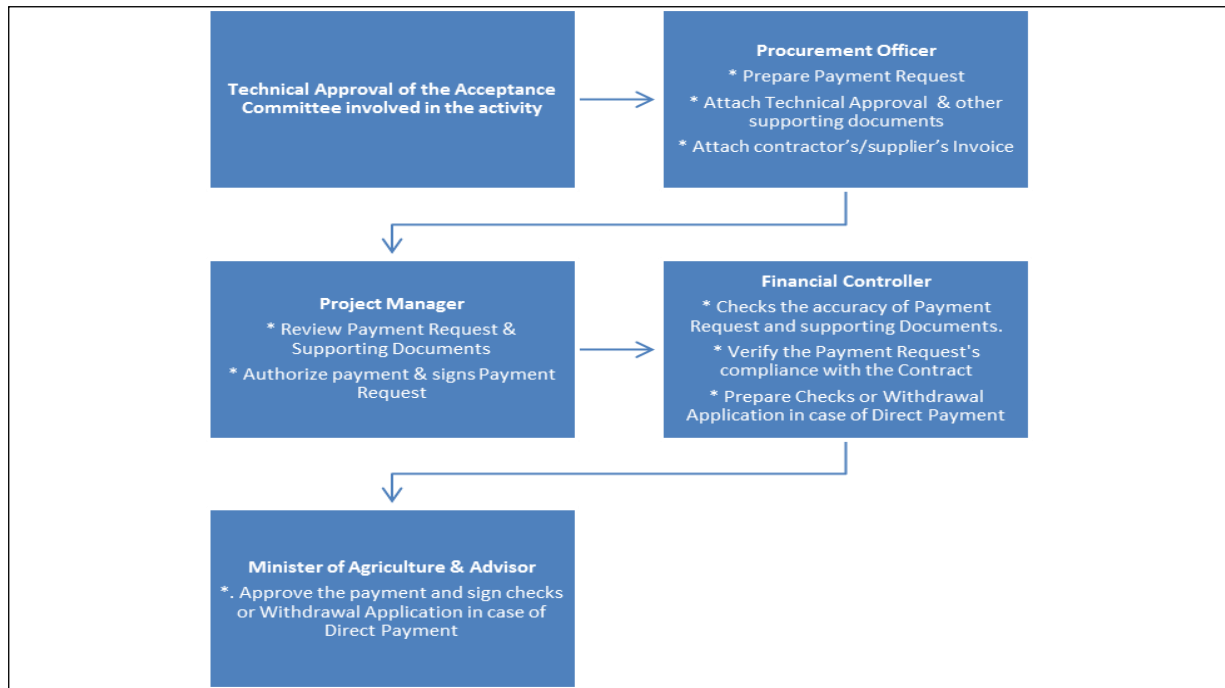 Technical Approval of the Acceptance
Committee involved in the activity
Procurement Officer
* Prepare Payment Request
* Attach Technical Approval & other
supporting documents
* Attach contractor’s/supplier’s Invoice
Project Manager
* Review Payment Request &
Supporting Documents
* Authorize payment & signs Payment
Request
Financial Controller
* Checks the accuracy of Payment
Request and supporting Documents.
* Verify the Payment Request's
compliance with the Contract
* Prepare Checks or Withdrawal
Application in case of Direct Payment
Minister of Agriculture & Advisor
*. Approve the payment and sign checks
or Withdrawal Application in case of
Direct Payment